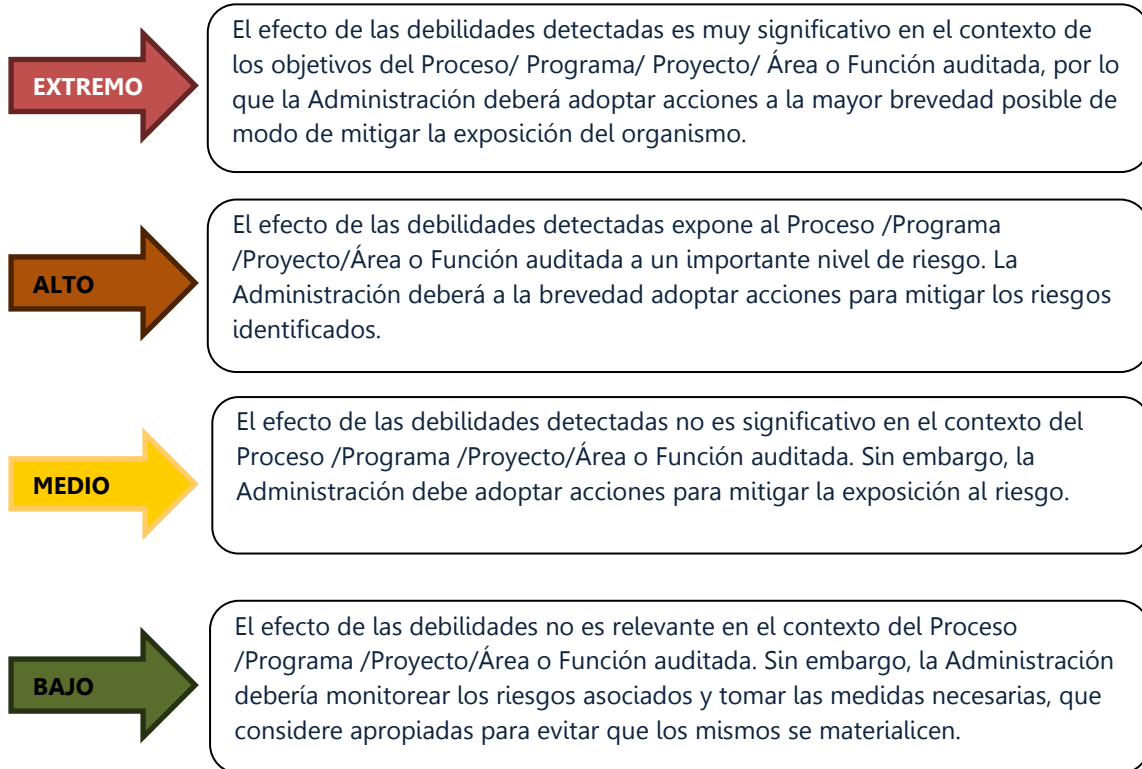 EXTREMO
El efecto de las debilidades detectadas es muy significativo en el contexto de
los objetivos del Proceso/ Programa/ Proyecto/ Área o Función auditada, por lo
que la Administración deberá adoptar acciones a la mayor brevedad posible de
modo de mitigar la exposición del organismo.
ALTO
El efecto de las debilidades detectadas expone al Proceso /Programa
/Proyecto/Área o Función auditada a un importante nivel de riesgo. La
Administración deberá a la brevedad adoptar acciones para mitigar los riesgos
identificados.
MEDIO
El efecto de las debilidades detectadas no es significativo en el contexto del
Proceso /Programa /Proyecto/Área o Función auditada. Sin embargo, la
Administración debe adoptar acciones para mitigar la exposición al riesgo.
BAJO
El efecto de las debilidades no es relevante en el contexto del Proceso
/Programa /Proyecto/Área o Función auditada. Sin embargo, la Administración
debería monitorear los riesgos asociados y tomar las medidas necesarias, que
considere apropiadas para evitar que los mismos se materialicen.